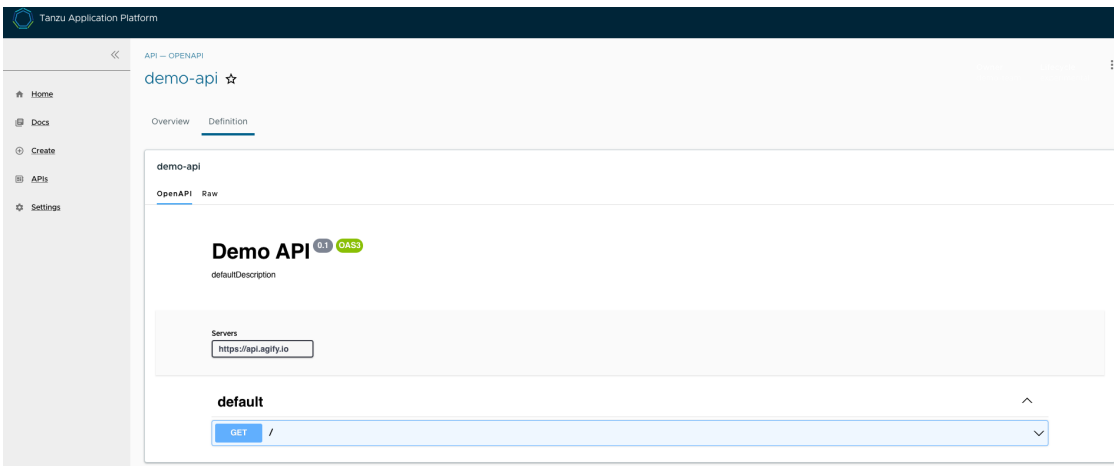 Tanzu Application Platform
API — OPENAPI
demo-api
Home
Docs
Create
APIs
Settings
Overview Definition
demo-api
OpenAPI Raw
Demo API 0.1 OAS3
defaultDescription
Servers
https://api.agify.io
default
GET /